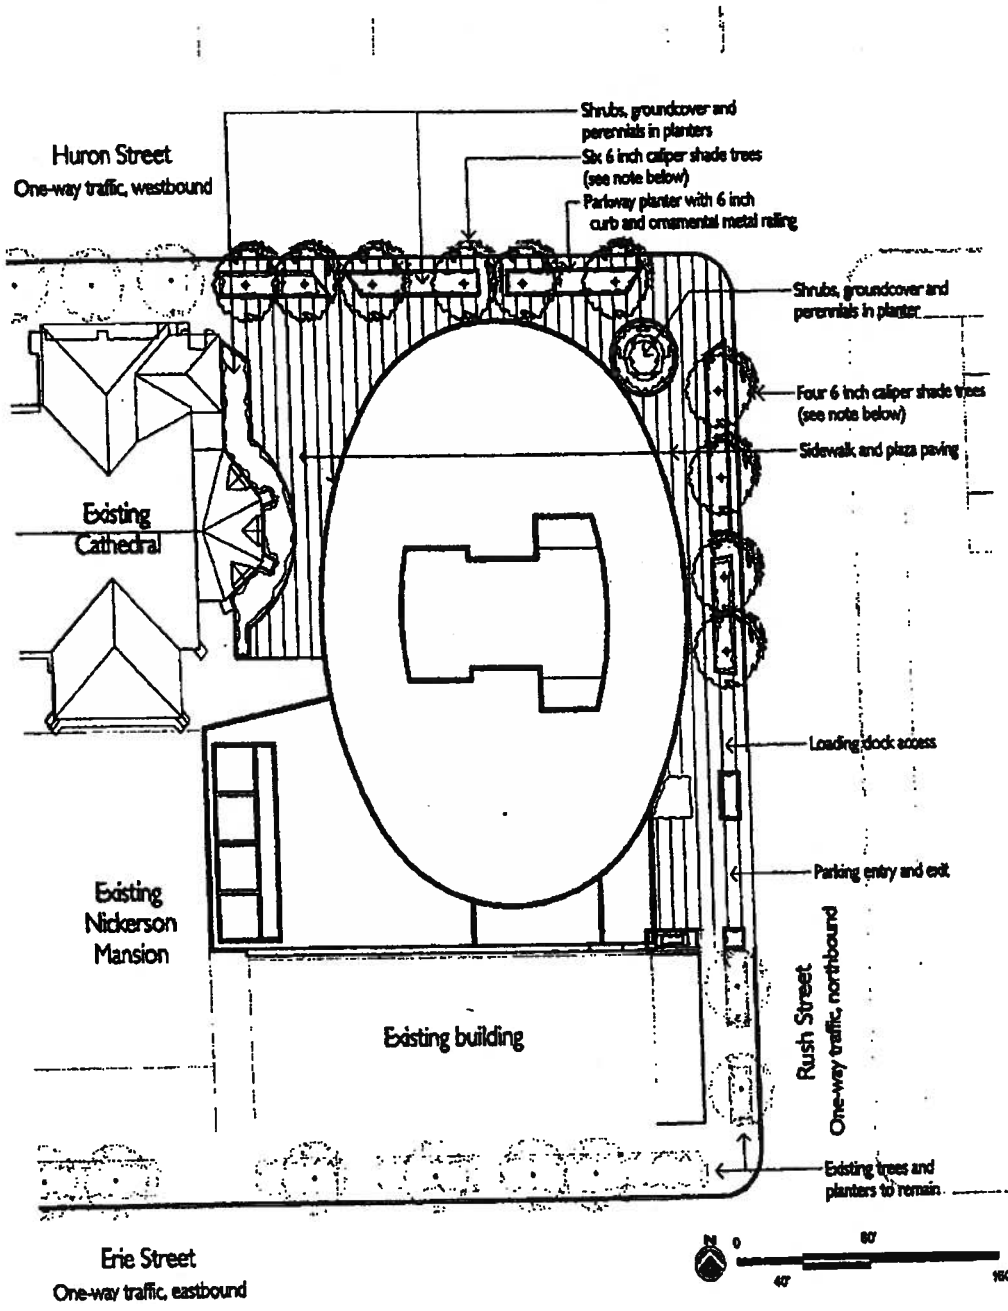 Shrubs, groundcover and
perennials in planters
Huron Street
One-way traffic, westbound
Six 6 inch caliper shade trees
(see note below)
Parkway planter with 6 inch
curb and ornamental metal railing
Shrubs, groundcover and
perennials in planter
Four 6 inch caliper shade trees
(see note below)
Sidewalk and plaza paving
Existing
Cathedral
Loading dock access
Parking entry and exit
Existing
Nickerson
Mansion
Rush Street
One-way traffic, northbound
Existing building
Existing trees and
planters to remain
Erie Street
One-way traffic, eastbound
N
0
80'
40'
160'